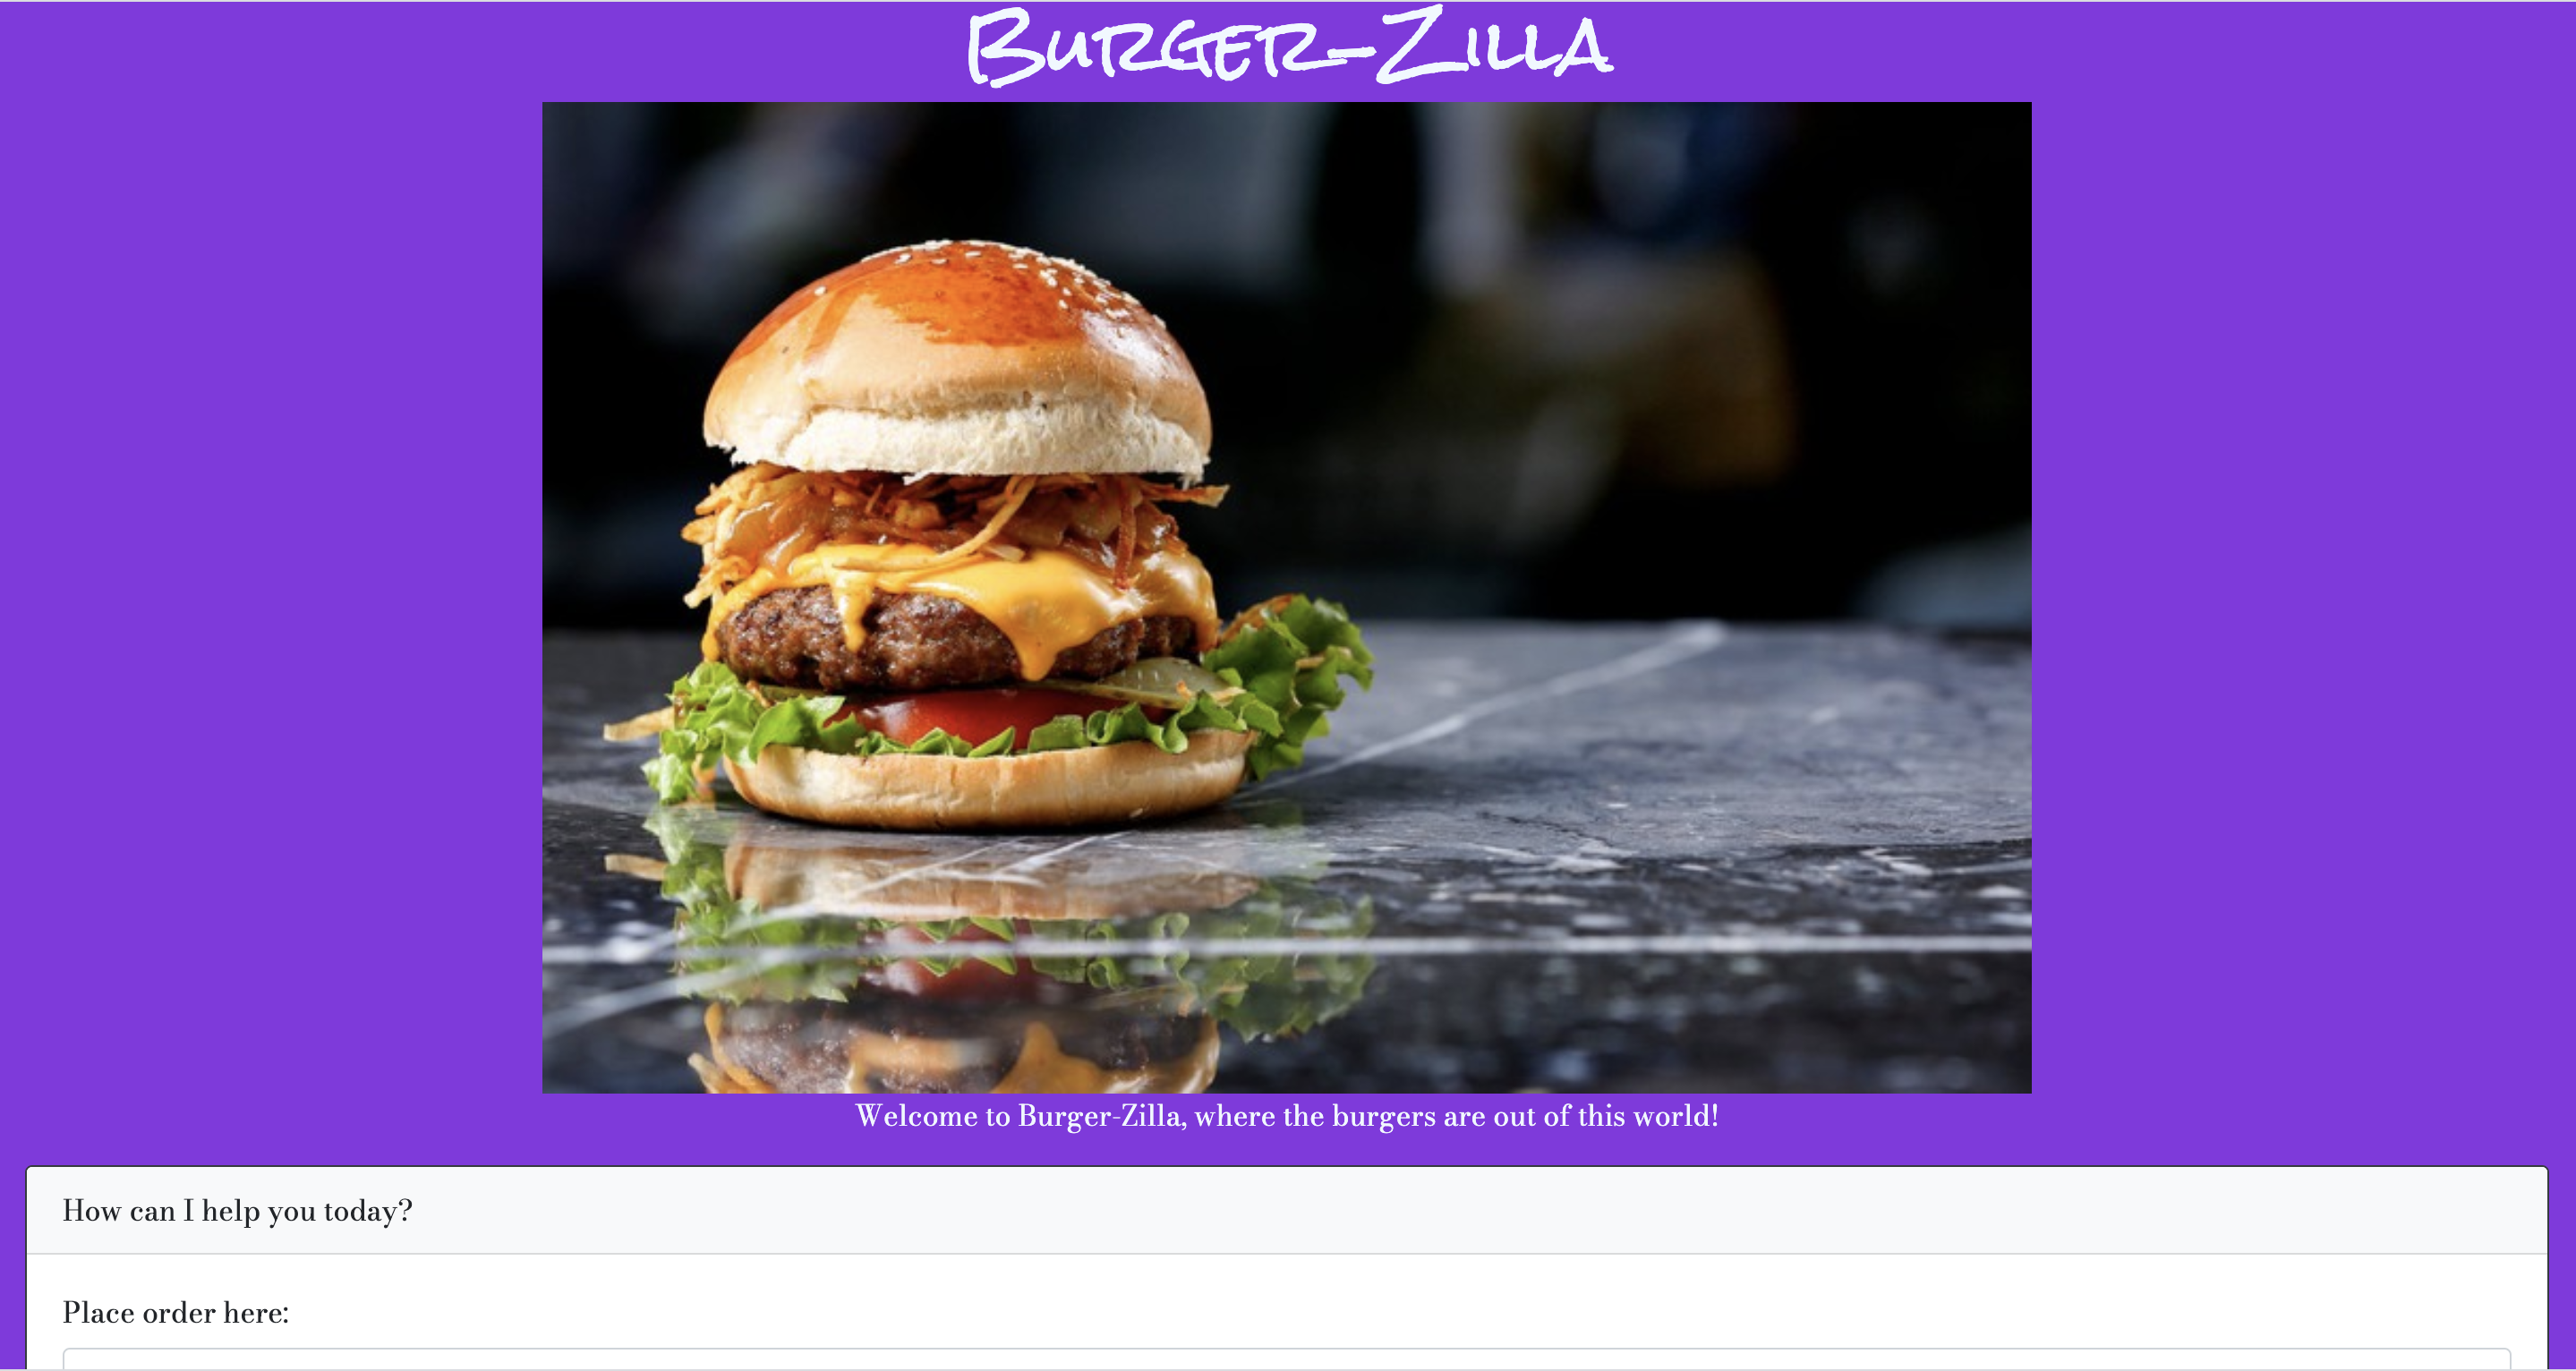 Burger-Zilla
Welcome to Burger-Zilla, where the burgers are out of this world!
How can I help you today?
Place order here: